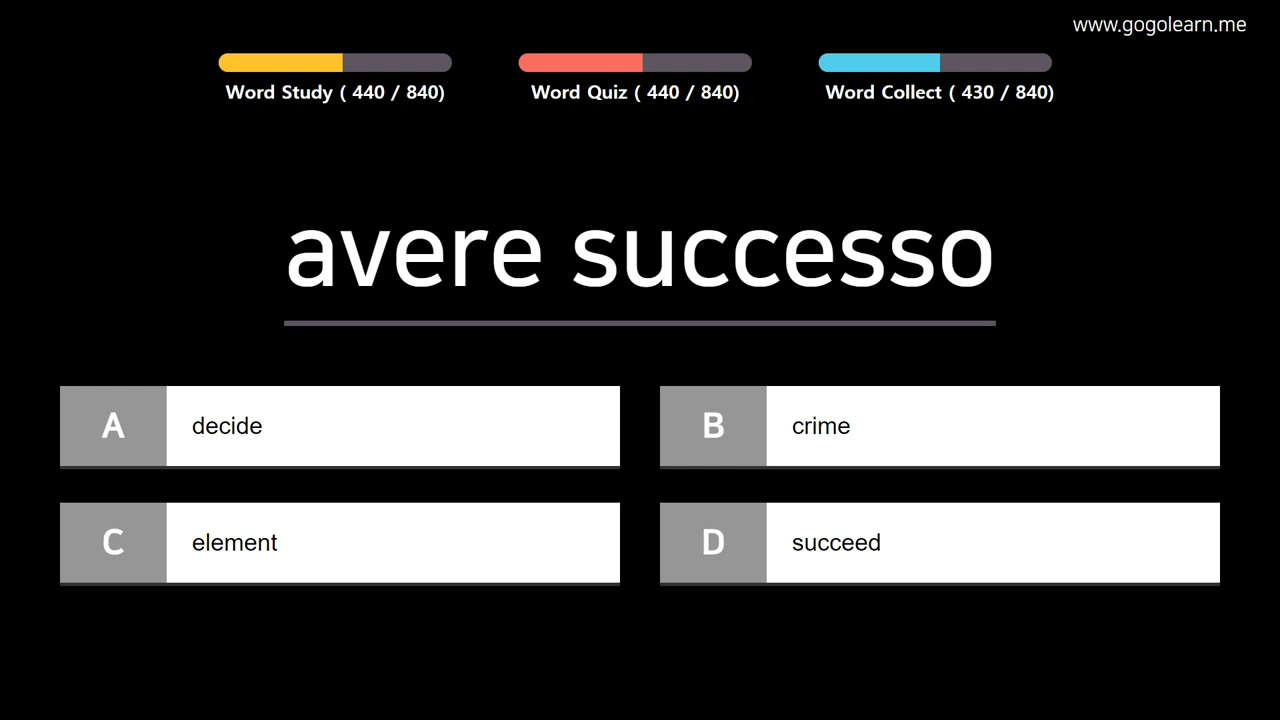 www.gogolearn.me
Word Study ( 440 / 840)
Word Quiz ( 440 / 840)
Word Collect ( 430 / 840)
avere successo
A decide
B crime
C element
D succeed